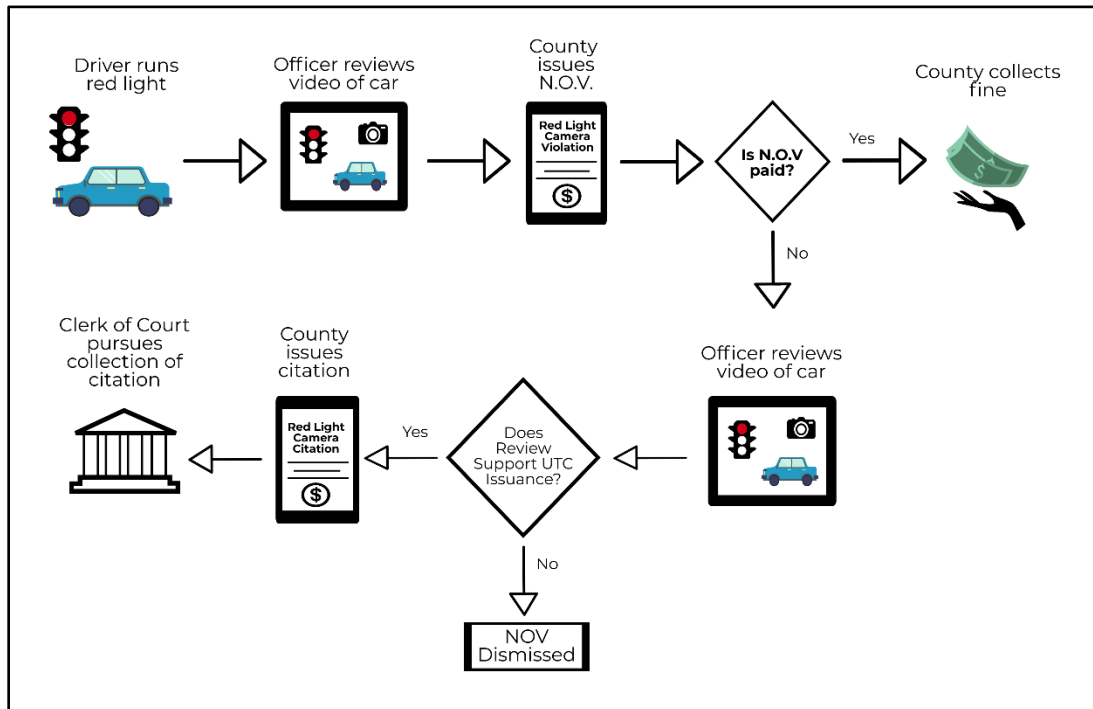 Driver runs
red light
Officer reviews
video of car
County
issues
N.O.V.
Red Light
Camera
Violation
$
Is N.O.V
paid?
Yes
County collects
fine
$
No
Officer reviews
video of car
Does
Review
Support UTC
Issuance?
Yes
County
issues
citation
Red Light
Camera
Citation
$
Clerk of Court
pursues
collection of
citation
No
NOV
Dismissed